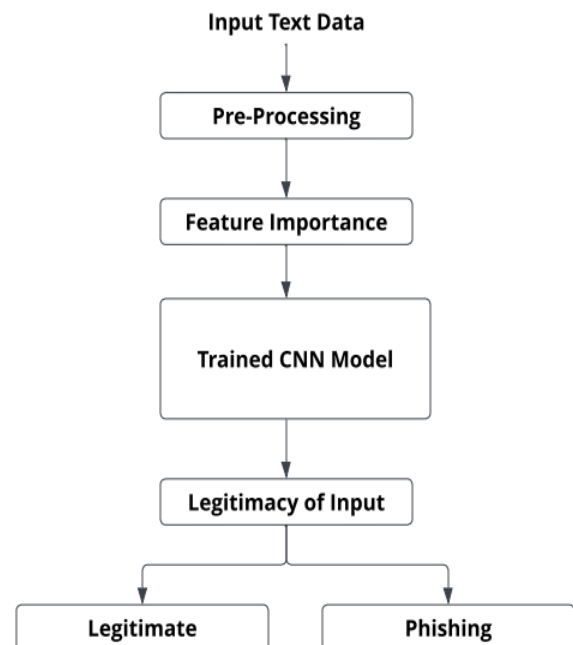 Input Text Data
Pre-Processing
Feature Importance
Trained CNN Model
Legitimacy of Input
Legitimate
Phishing